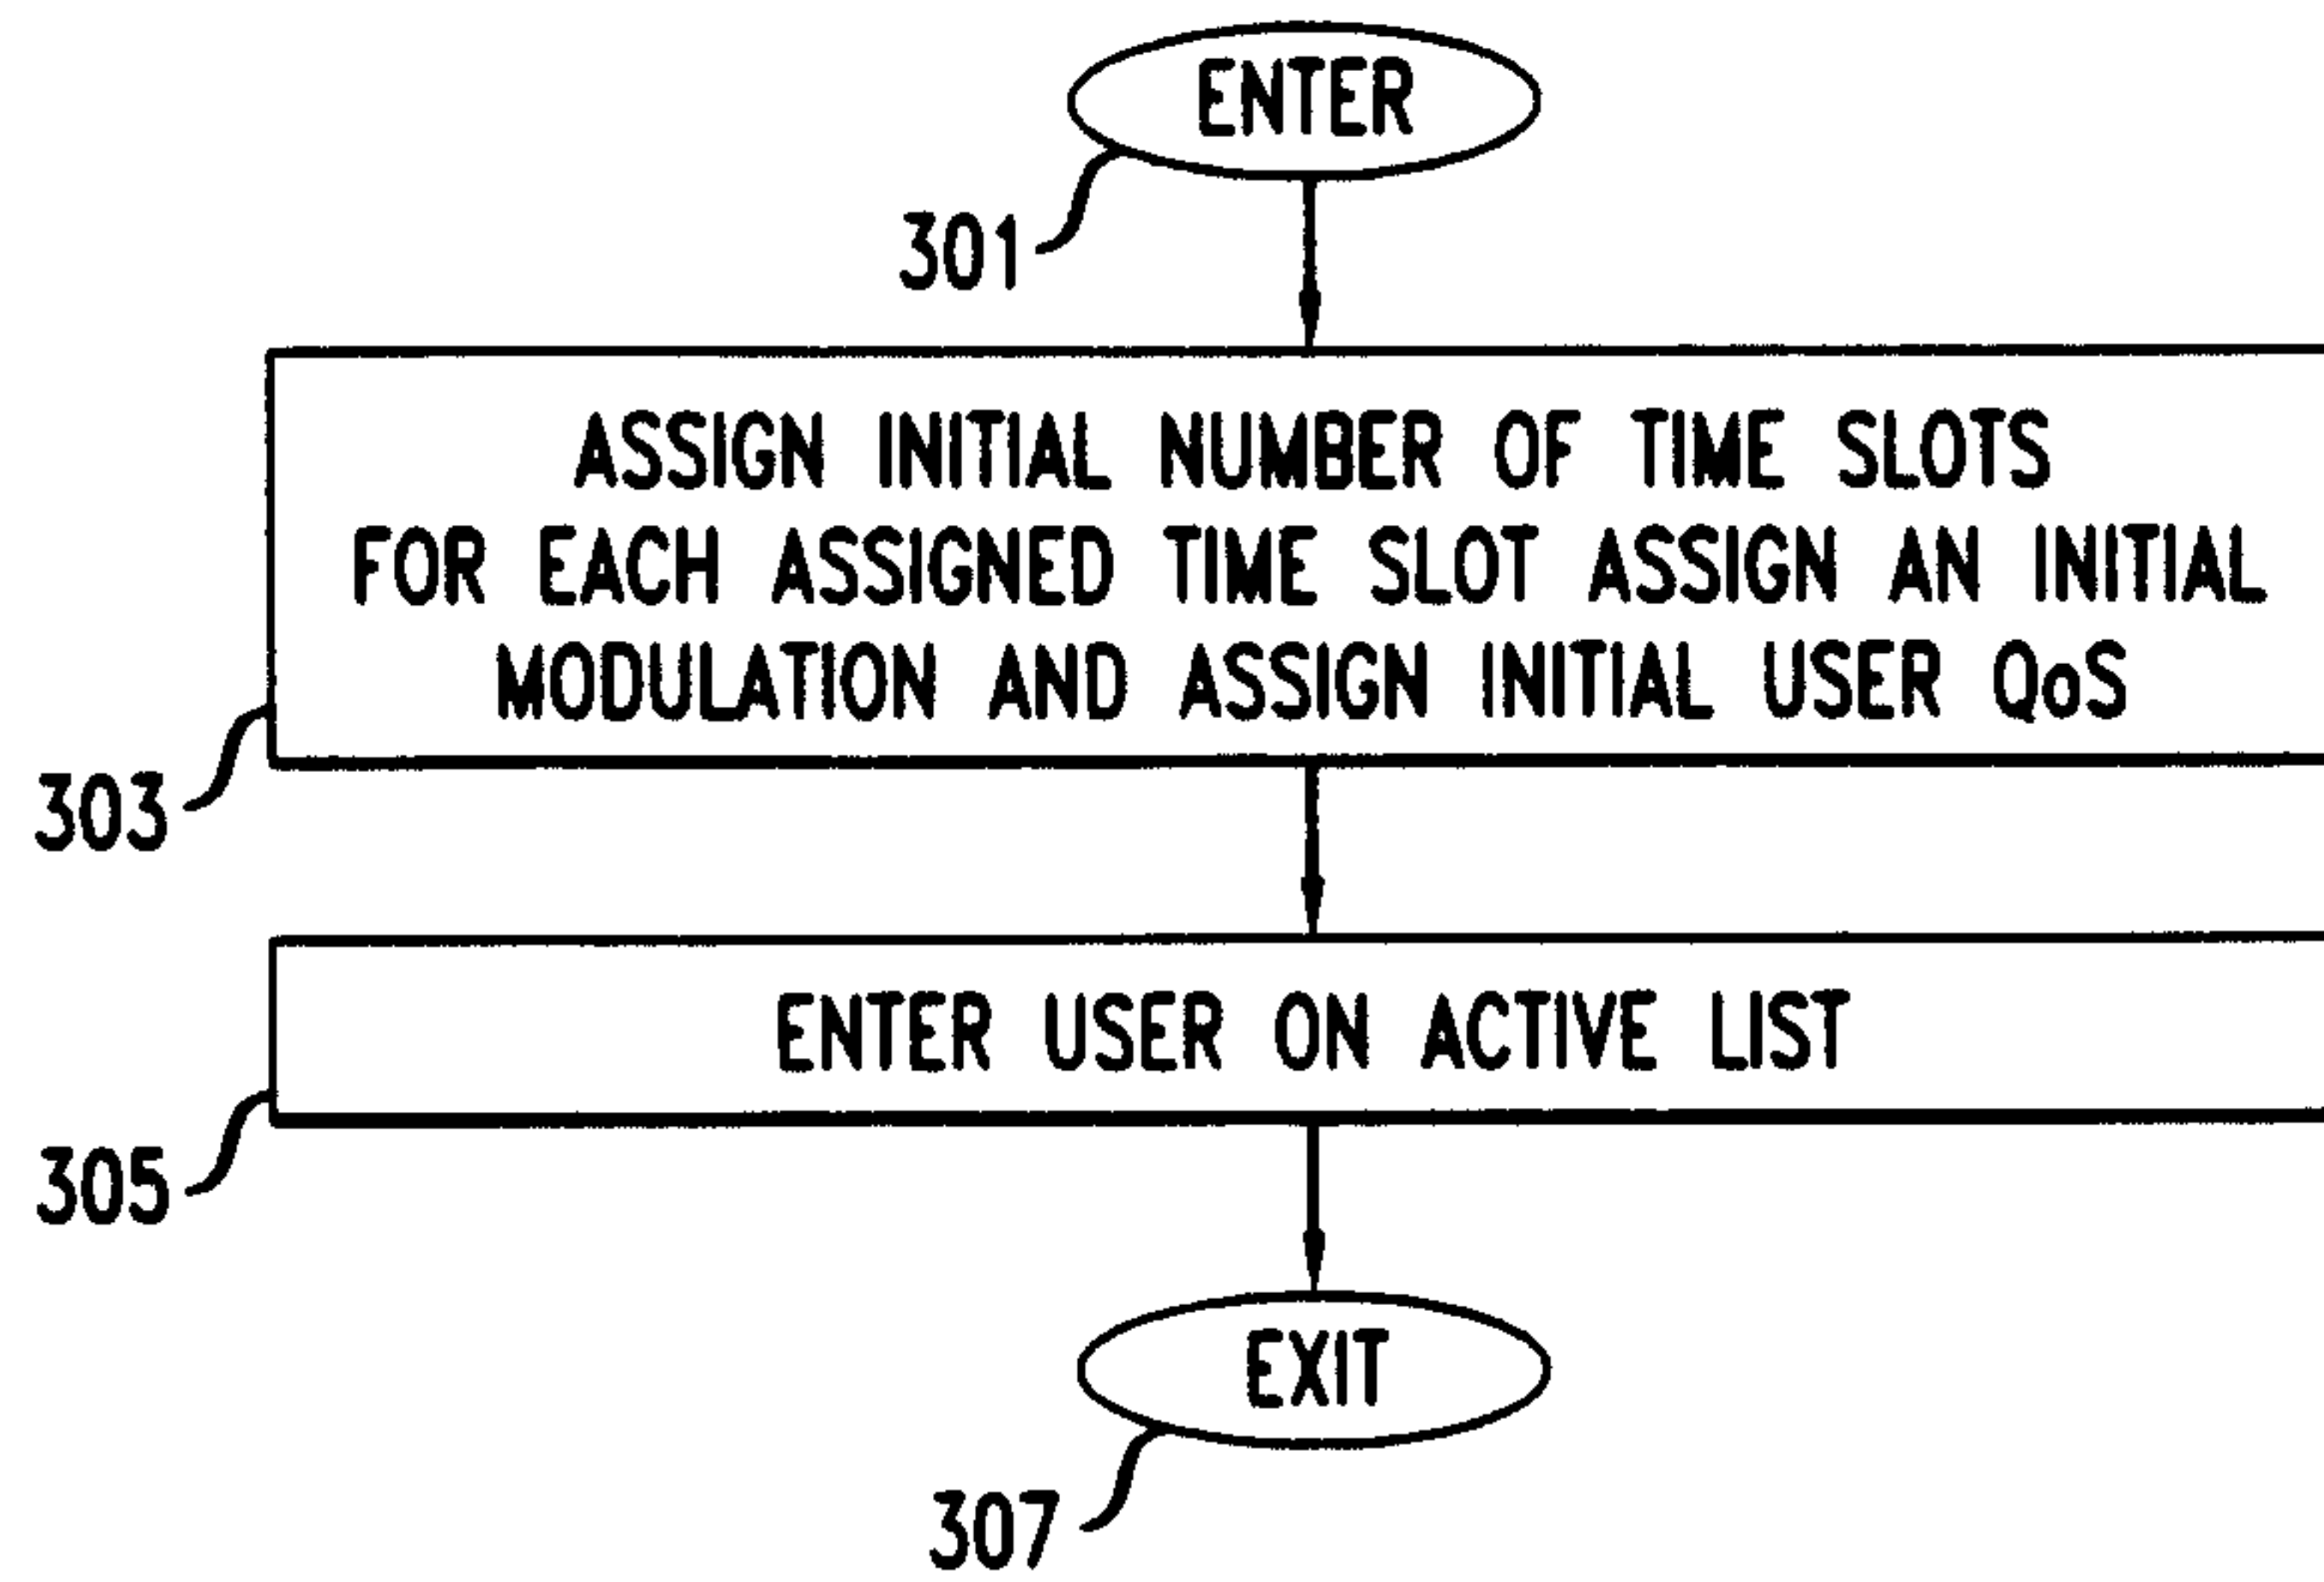 ENTER
301
ASSIGN INITIAL NUMBER OF TIME SLOTS
FOR EACH ASSIGNED TIME SLOT ASSIGN AN INITIAL
MODULATION AND ASSIGN INITIAL USER QoS
303
ENTER USER ON ACTIVE LIST
305
EXIT
307